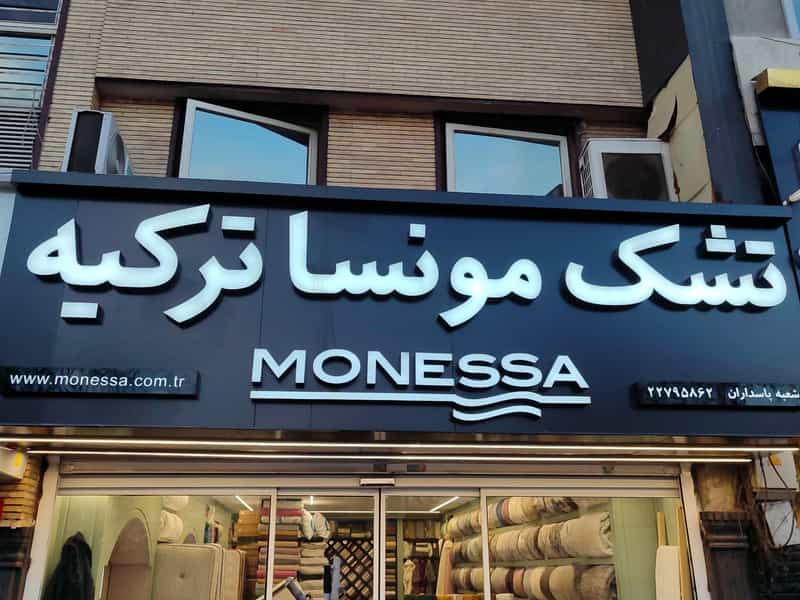 تشک مونسا ترکیه
MONESSA
www.monessa.com.tr
شعبه پاسداران ۲۲۷۹۵۸۶۲